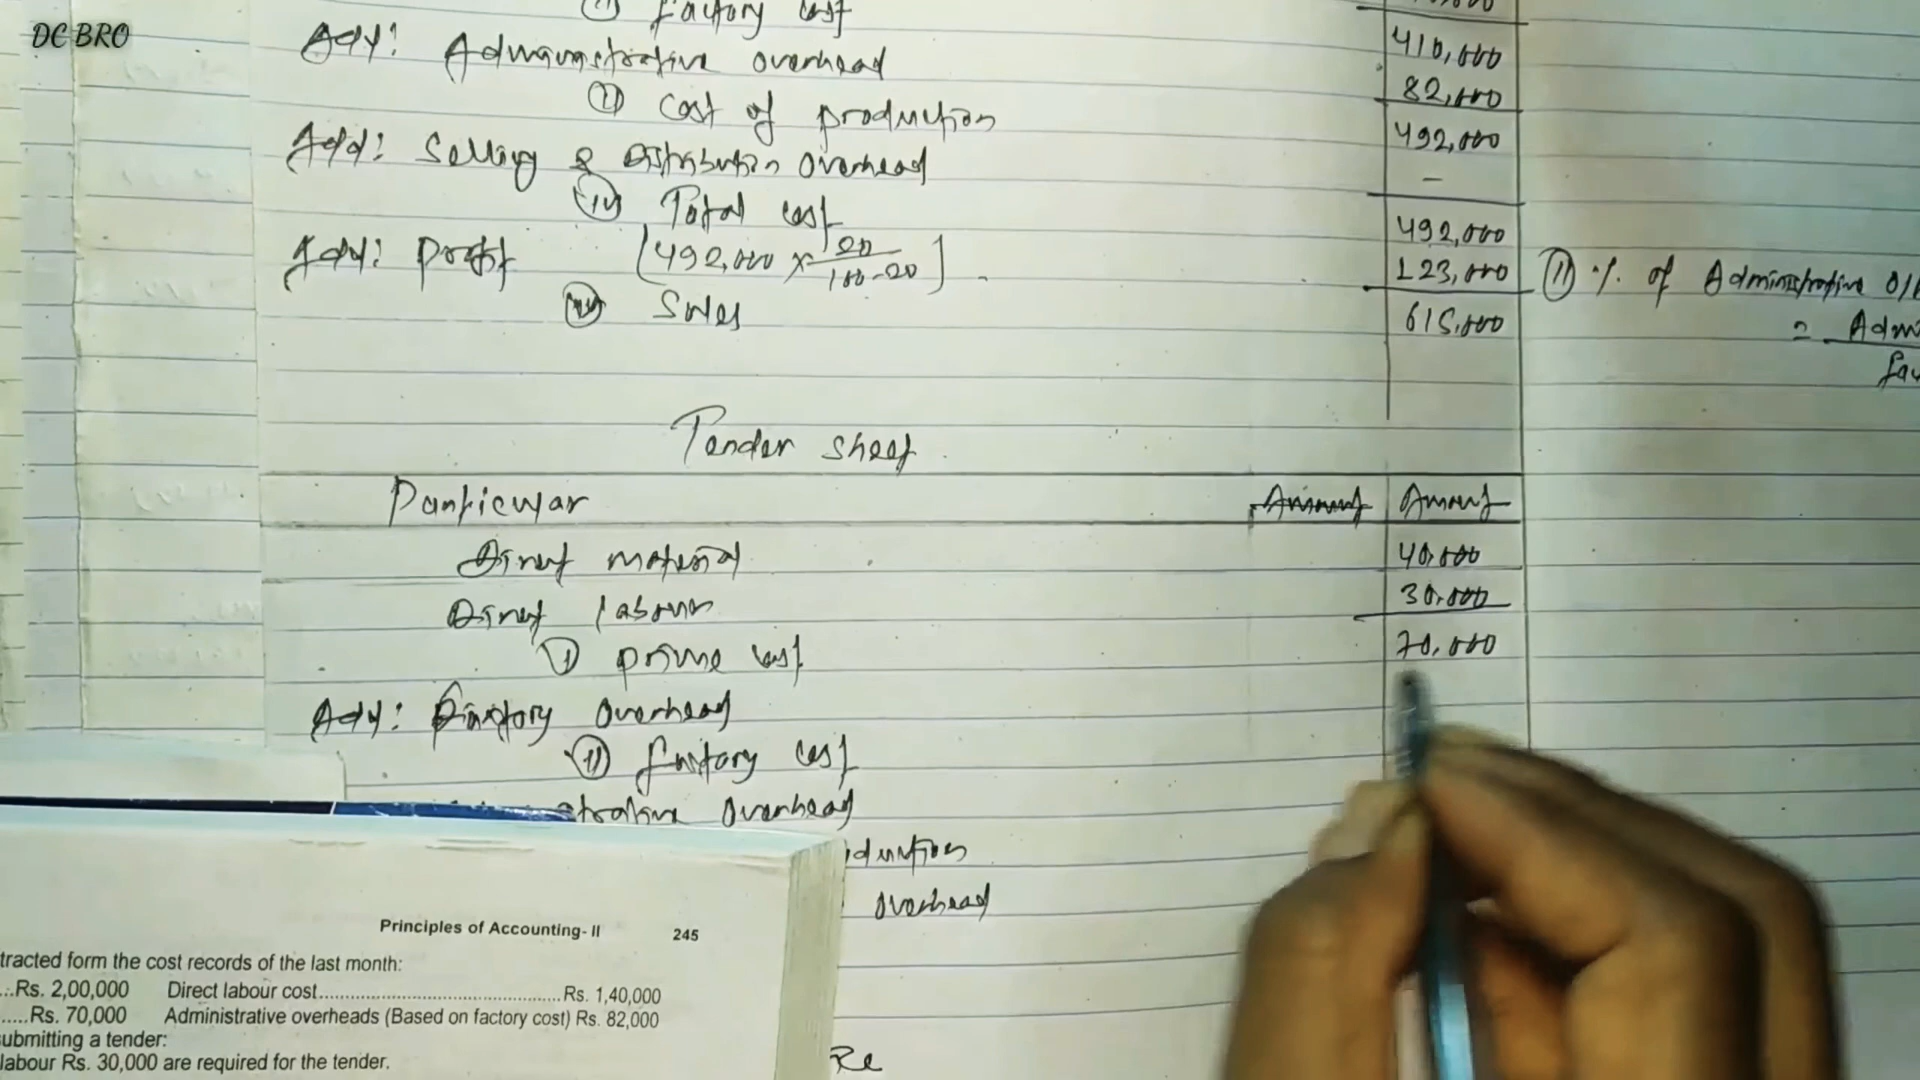 DC BRO
(II) Factory cost
Add: Administrative overhead 410,000
82,000
(III) Cost of production 492,000
Add: Selling & Distribution overhead –
(IV) Total cost 492,000
Add: Profit [492,000 × 20/100-20] 123,000
Sales 615,000
(II) % of Administrative O/
= Adm
fac
Tender sheet
Particular Amount Amount
Direct material 40,000
Direct labour 30,000
(I) prime cost 70,000
Add: Factory overhead
(II) factory cost
strative overhead
duction
overhead
Principles of Accounting- II 245
tracted form the cost records of the last month:
..Rs. 2,00,000 Direct labour cost....................Rs. 1,40,000
.....Rs. 70,000 Administrative overheads (Based on factory cost) Rs. 82,000
ubmitting a tender:
labour Rs. 30,000 are required for the tender.
Re